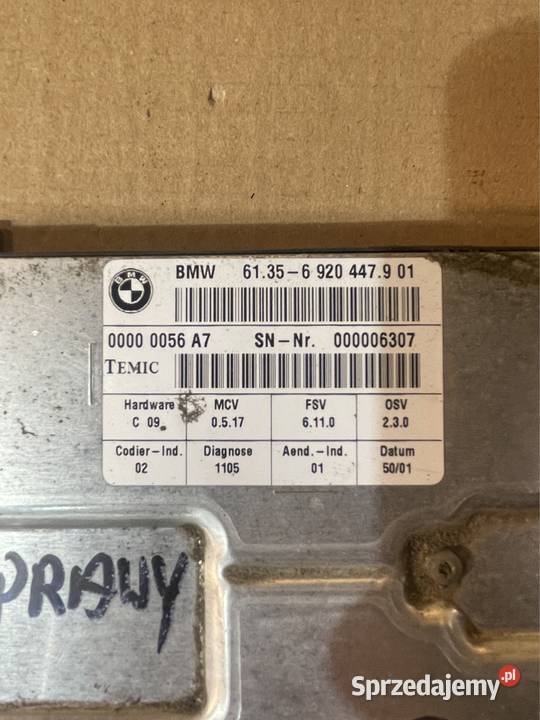 BMW
BMW 61.35-6 920 447.9 01
0000 0056 A7 SN-Nr. 000006307
TEMIC
Hardware MCV FSV OSV
C 09 0.5.17 6.11.0 2.3.0
Codier-Ind. Diagnose Aend.-Ind. Datum
02 1105 01 50/01
PRAWY
Sprzedajemy.pl